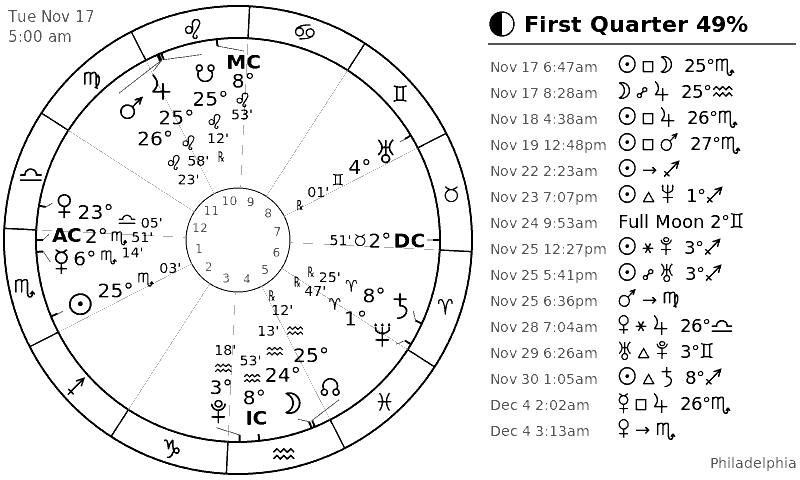 Tue Nov 17
5:00 am
First Quarter 49%
Nov 17 6:47am ☉ □ ☽ 25°♏
Nov 17 8:28am ☽ ☍ ♃ 25°♒
Nov 18 4:38am ☉ □ ♃ 26°♏
Nov 19 12:48pm ☉ □ ♂ 27°♏
Nov 22 2:23am ☉ → ♐
Nov 23 7:07pm ☉ △ ♆ 1°♐
Nov 24 9:53am Full Moon 2°♊
Nov 25 12:27pm ☉ ⚹ ♇ 3°♐
Nov 25 5:41pm ☉ ☍ ♅ 3°♐
Nov 25 6:36pm ♂ → ♍
Nov 28 7:04am ♀ ⚹ ♃ 26°♎
Nov 29 6:26am ♅ △ ♇ 3°♊
Nov 30 1:05am ☉ △ ♄ 8°♐
Dec 4 2:02am ☿ □ ♃ 26°♏
Dec 4 3:13am ♀ → ♏
Philadelphia
MC
8°
♌
53'
☋
25°
♌
12'
℞
♃
25°
♌
58'
♂
26°
♌
23'
♅ 4° ♊ 01' ℞
♀ 23° ♎ 05'
AC 2° ♏ 51'
☿ 6° ♏ 14'
☉ 25° ♏ 03'
51' ♉ 2° DC
♄ 8° ♈ 25' ℞
♆ 1° ♈ 47' ℞
12'
℞
13' ♒
♒ 25°
24°
☊
☽
18'
♒
3°
♇
53'
♒
8°
IC
10 9
11 8
12 7
1 6
2 5
3 4